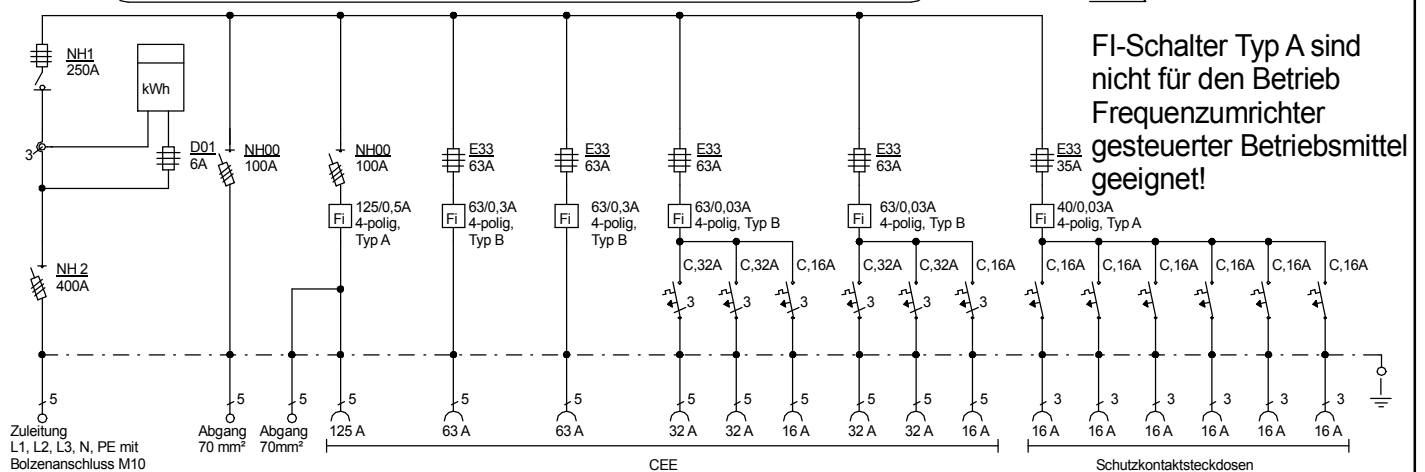 FI-Schalter Typ A sind
nicht für den Betrieb
Frequenzumrichter
gesteuerter Betriebsmittel
geeignet!
NH1
250A
kWh
3
D01
6A
NH 2
400A
NH00
100A
NH00
100A
E33
63A
E33
63A
E33
63A
E33
63A
E33
35A
Fi
125/0,5A
4-polig,
Typ A
Fi
63/0,3A
4-polig,
Typ B
Fi
63/0,3A
4-polig,
Typ B
Fi
63/0,03A
4-polig, Typ B
Fi
63/0,03A
4-polig, Typ B
Fi
40/0,03A
4-polig, Typ A
C,32A C,32A C,16A C,32A C,32A C,16A C,16A C,16A C,16A C,16A C,16A C,16A
3 3 3 3 3 3
5 5 5 5 5 5 5 5 5 5 5 5 3 3 3 3 3 3
Zuleitung
L1, L2, L3, N, PE mit
Bolzenanschluss M10
Abgang
70 mm²
Abgang
70mm²
125 A 63 A 63 A 32 A 32 A 16 A 32 A 32 A 16 A 16 A 16 A 16 A 16 A 16 A 16 A
CEE
Schutzkontaktsteckdosen